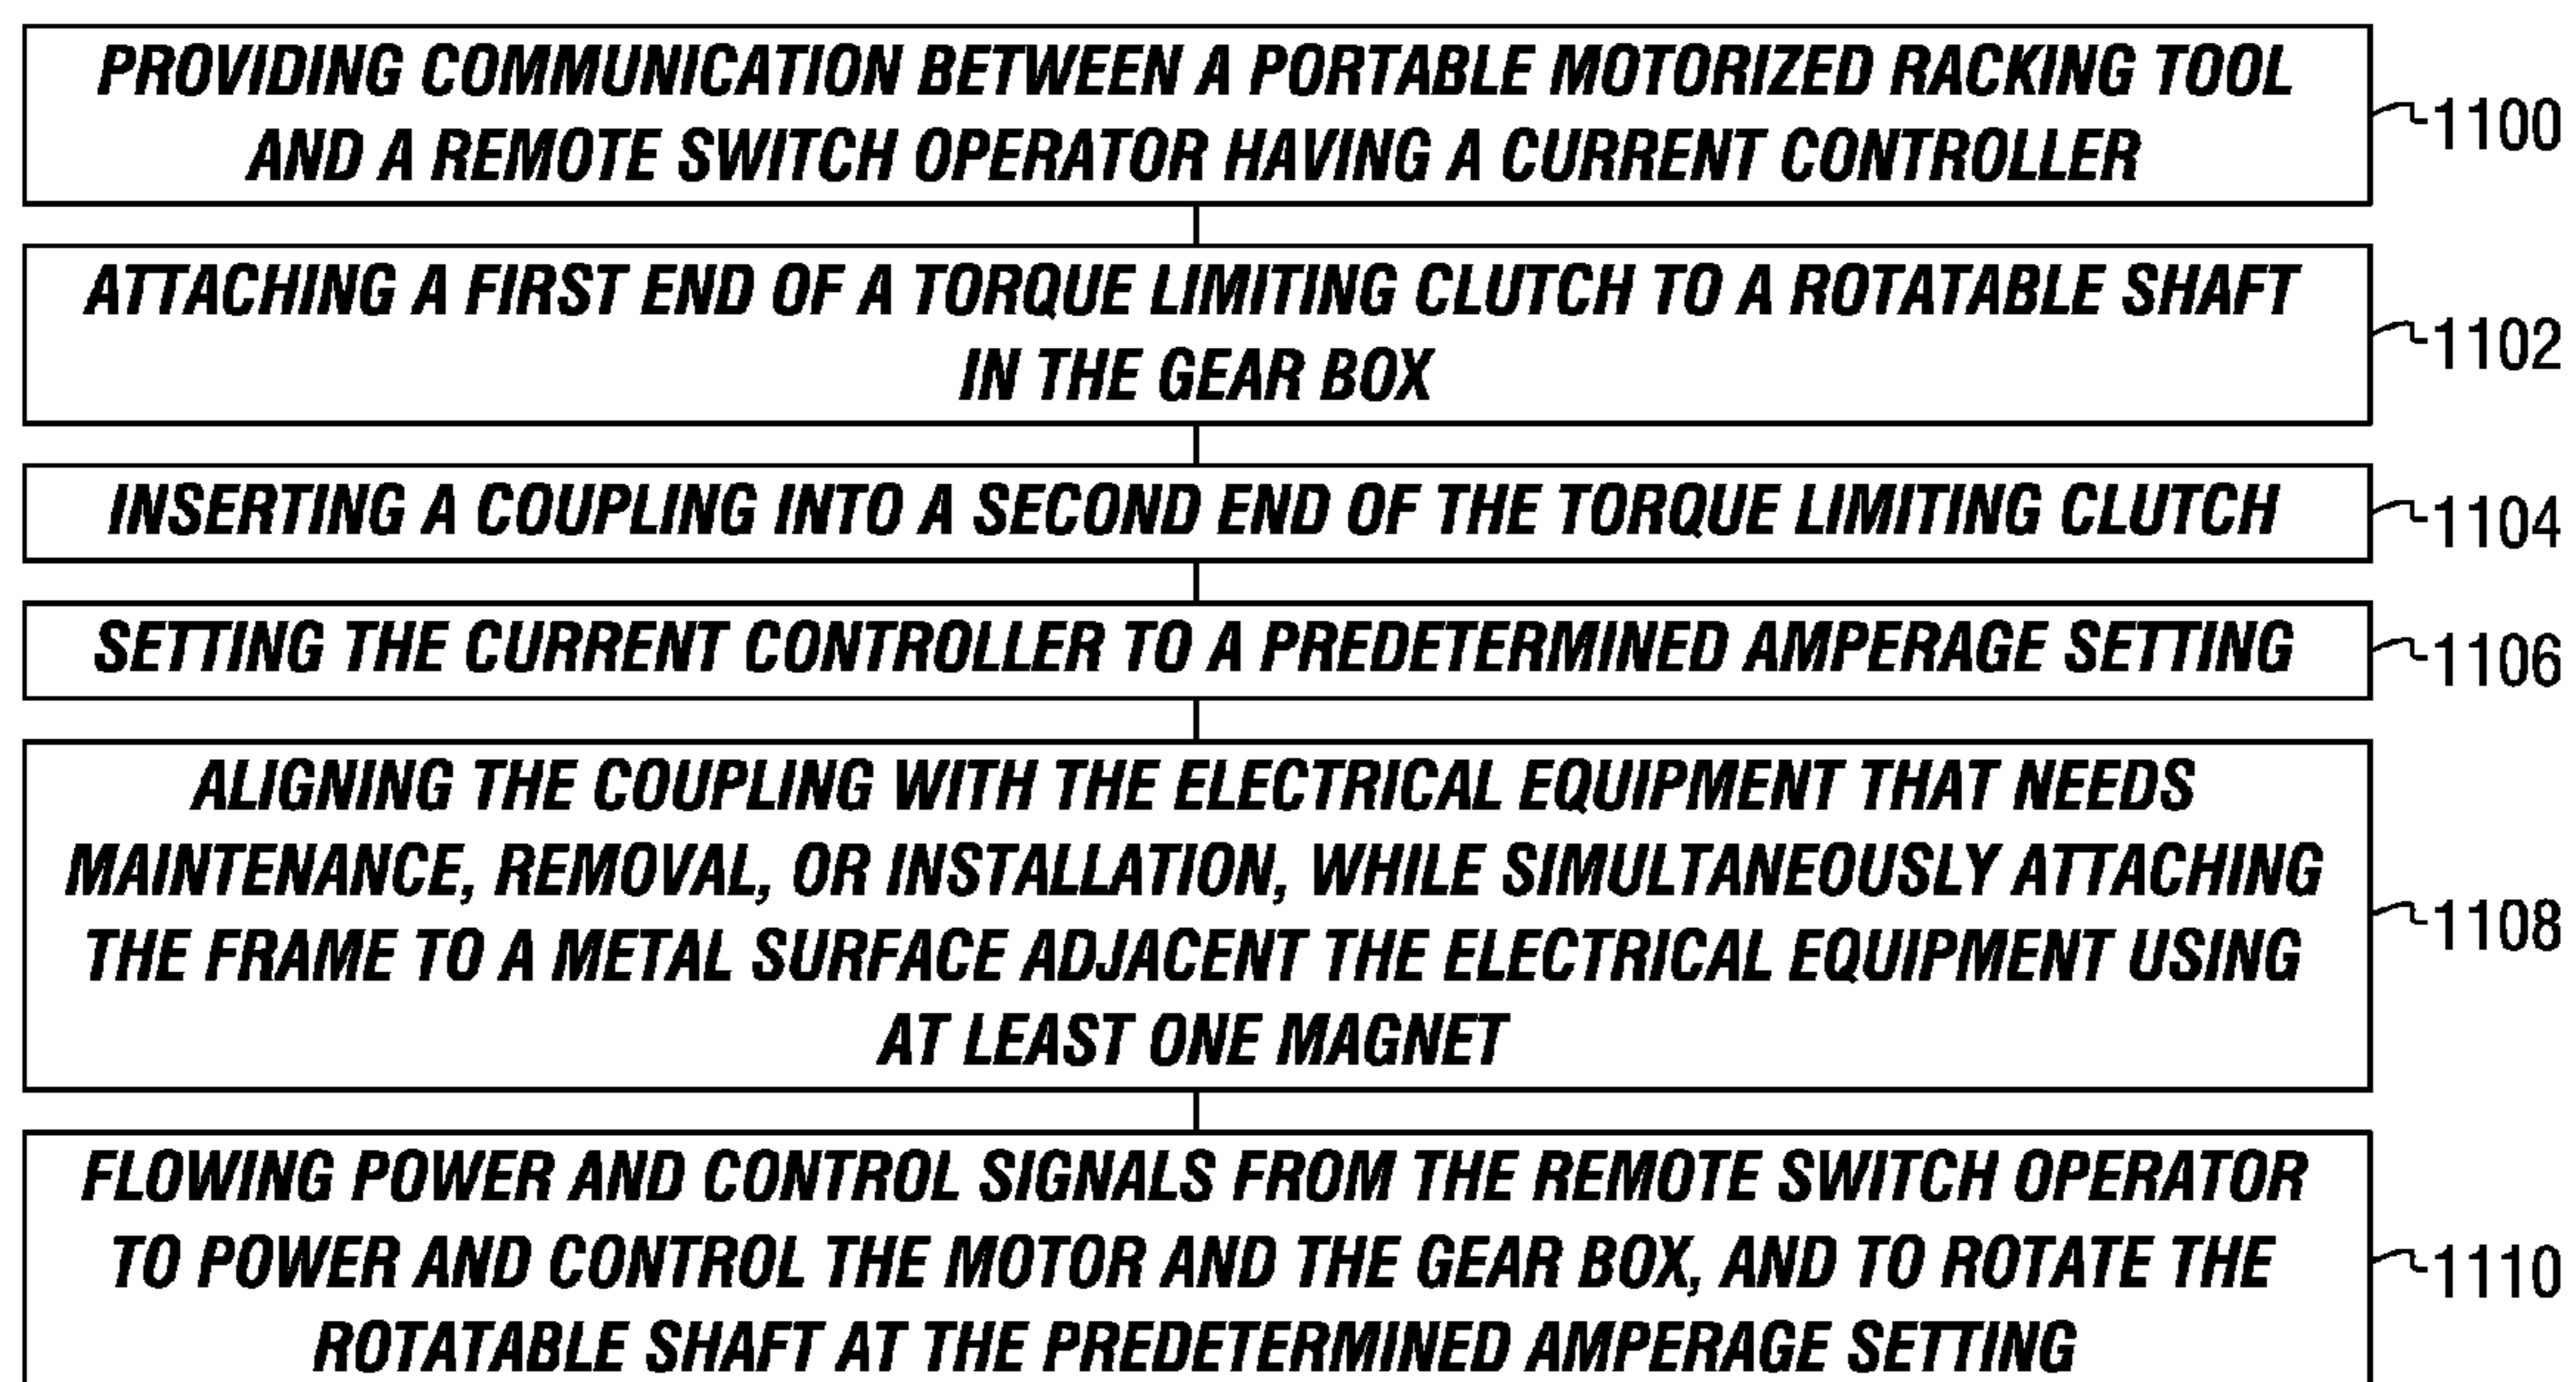 PROVIDING COMMUNICATION BETWEEN A PORTABLE MOTORIZED RACKING TOOL
AND A REMOTE SWITCH OPERATOR HAVING A CURRENT CONTROLLER
1100
ATTACHING A FIRST END OF A TORQUE LIMITING CLUTCH TO A ROTATABLE SHAFT
IN THE GEAR BOX
1102
INSERTING A COUPLING INTO A SECOND END OF THE TORQUE LIMITING CLUTCH
1104
SETTING THE CURRENT CONTROLLER TO A PREDETERMINED AMPERAGE SETTING
1106
ALIGNING THE COUPLING WITH THE ELECTRICAL EQUIPMENT THAT NEEDS
MAINTENANCE, REMOVAL, OR INSTALLATION, WHILE SIMULTANEOUSLY ATTACHING
THE FRAME TO A METAL SURFACE ADJACENT THE ELECTRICAL EQUIPMENT USING
AT LEAST ONE MAGNET
1108
FLOWING POWER AND CONTROL SIGNALS FROM THE REMOTE SWITCH OPERATOR
TO POWER AND CONTROL THE MOTOR AND THE GEAR BOX, AND TO ROTATE THE
ROTATABLE SHAFT AT THE PREDETERMINED AMPERAGE SETTING
1110